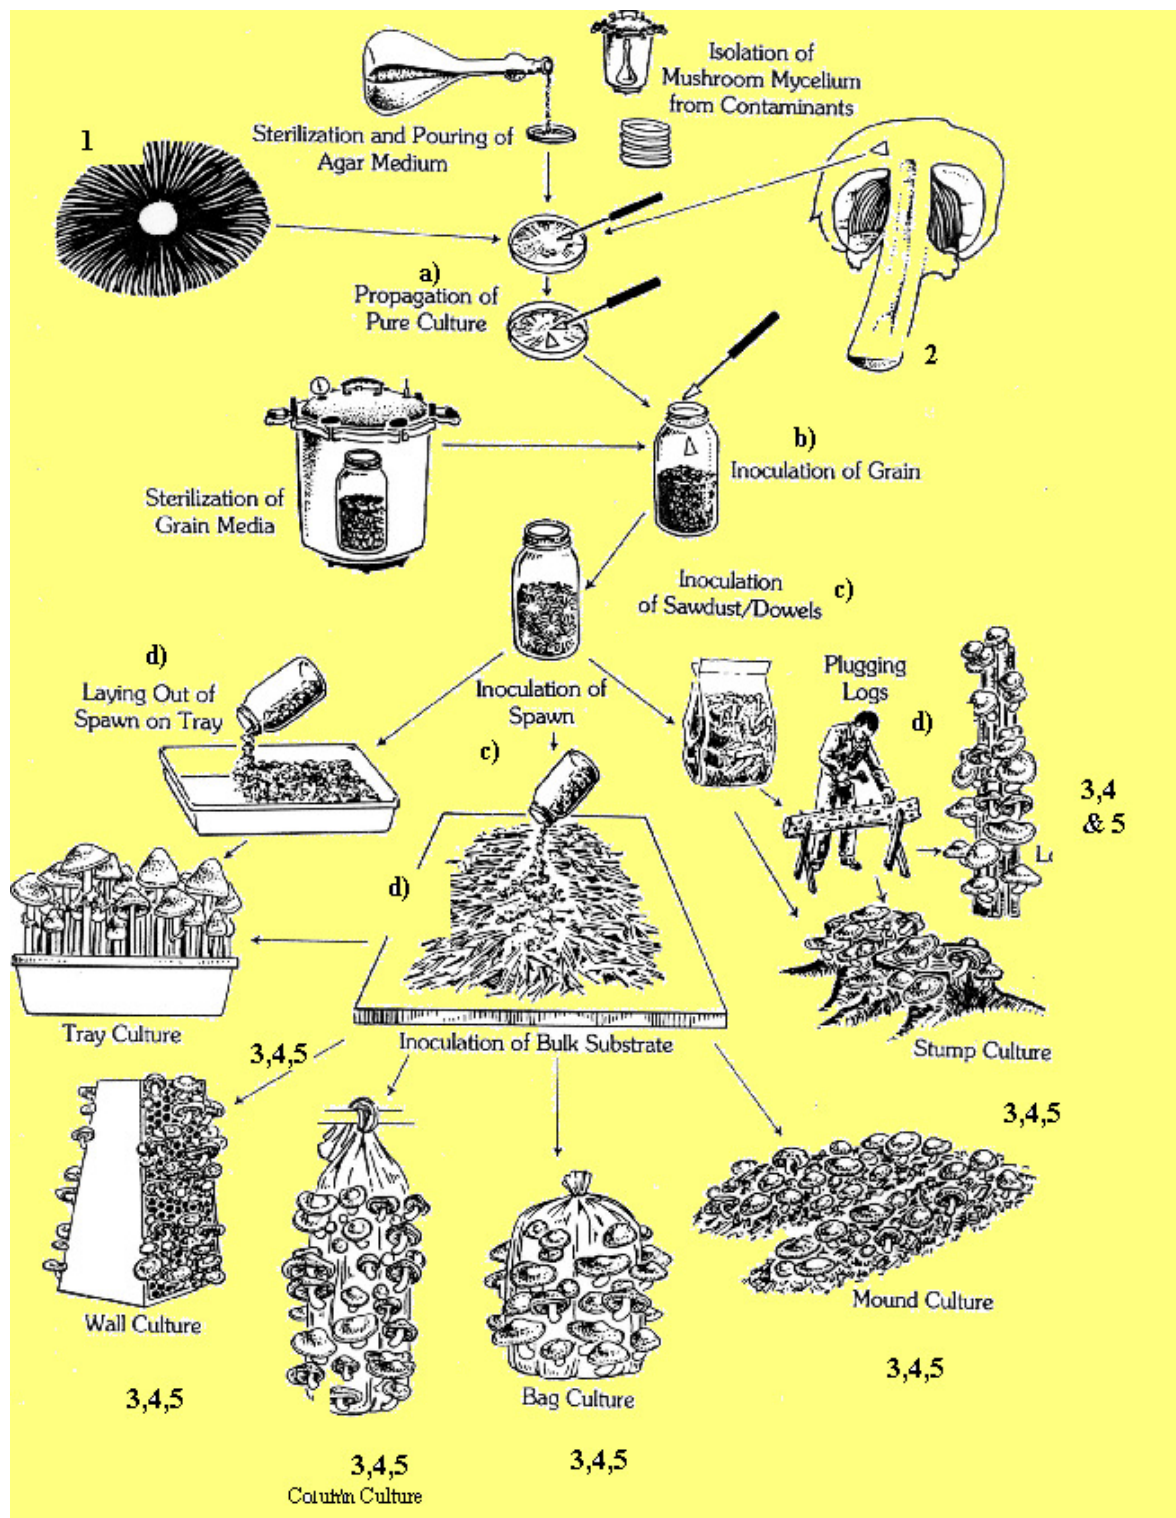 Isolation of
Mushroom Mycelium
from Contaminants
Sterilization and Pouring of
Agar Medium
1
a)
Propagation of
Pure Culture
2
b)
Inoculation of Grain
Sterilization of
Grain Media
Inoculation
of Sawdust/Dowels
c)
d)
Laying Out of
Spawn on Tray
Inoculation of
Spawn
c)
Plugging
Logs
d)
3,4
& 5
d)
Tray Culture
Inoculation of Bulk Substrate
Stump Culture
3,4,5
3,4,5
Wall Culture
Mound Culture
3,4,5
3,4,5
Bag Culture
3,4,5
3,4,5
Column Culture